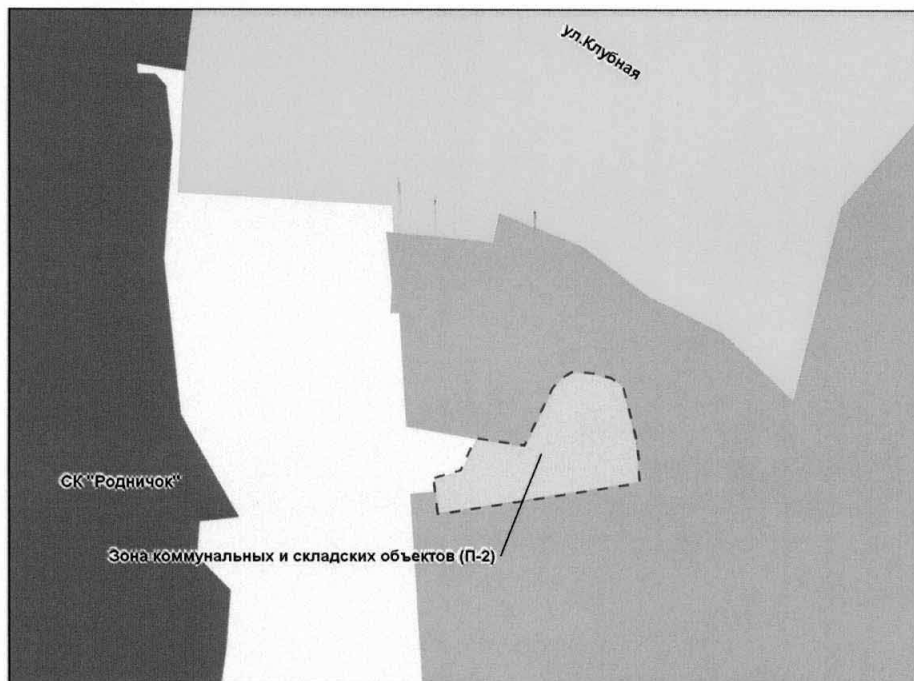 ул.Клубная
СК "Родничок"
Зона коммунальных и складских объектов (П-2)